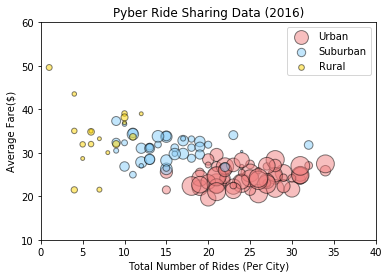 Pyber Ride Sharing Data (2016)
Urban
Suburban
Rural
60
50
40
30
20
10
Average Fare($)
0
5
10
15
20
25
30
35
40
Total Number of Rides (Per City)